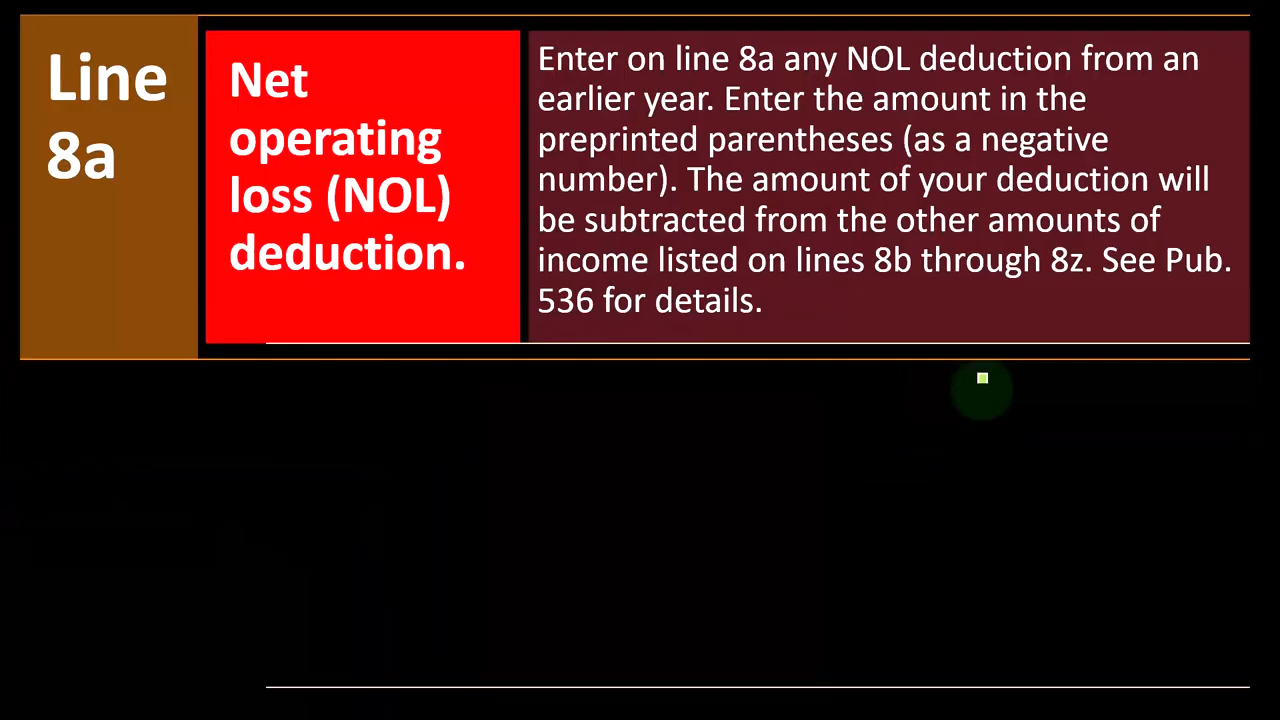 Line
8a
Net
operating
loss (NOL)
deduction.
Enter on line 8a any NOL deduction from an
earlier year. Enter the amount in the
preprinted parentheses (as a negative
number). The amount of your deduction will
be subtracted from the other amounts of
income listed on lines 8b through 8z. See Pub.
536 for details.